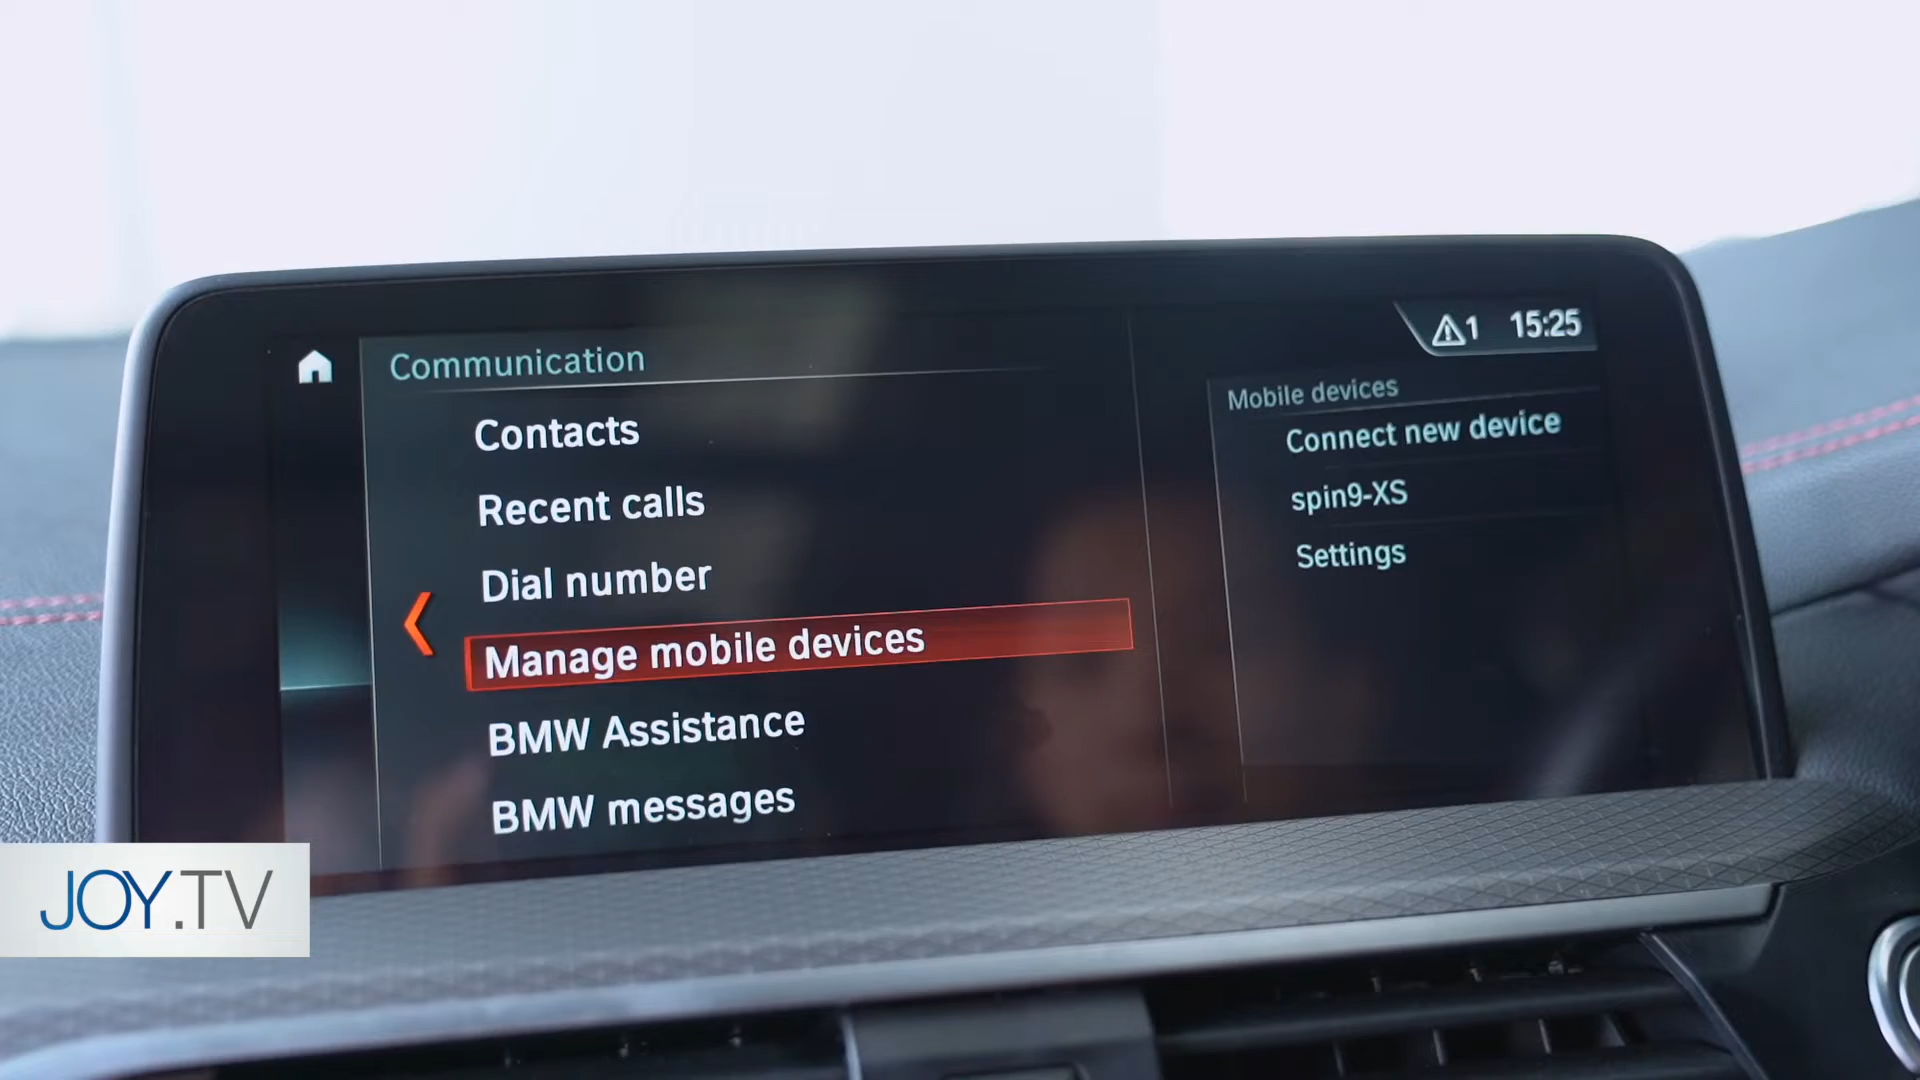 Communication
Contacts
Recent calls
Dial number
Manage mobile devices
BMW Assistance
BMW messages
1 15:25
Mobile devices
Connect new device
spin9-XS
Settings
JOY.TV